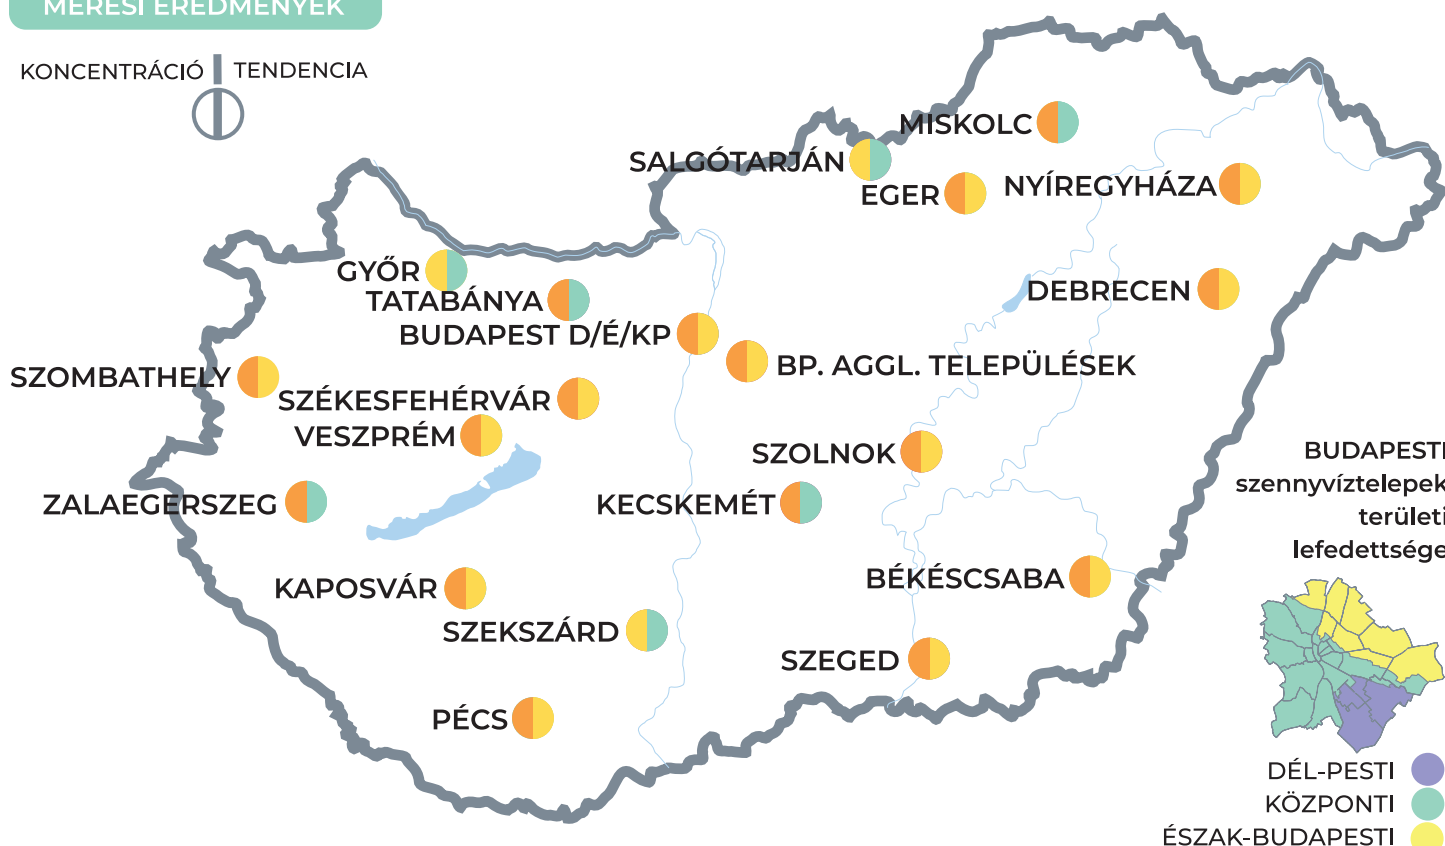 MÉRÉSI EREDMÉNYEK
KONCENTRÁCIÓ TENDENCIA
MISKOLC
SALGÓTARJÁN
EGER
NYÍREGYHÁZA
GYŐR
TATABÁNYA
DEBRECEN
BUDAPEST D/É/KP
BP. AGGL. TELEPÜLÉSEK
SZOMBATHELY
SZÉKESFEHÉRVÁR
VESZPRÉM
SZOLNOK
ZALAEGERSZEG
KECSKEMÉT
BUDAPESTI
szennyvíztelepek
területi
lefedettsége
KAPOSVÁR
BÉKÉSCSABA
SZEKSZÁRD
SZEGED
PÉCS
DÉL-PESTI
KÖZPONTI
ÉSZAK-BUDAPESTI